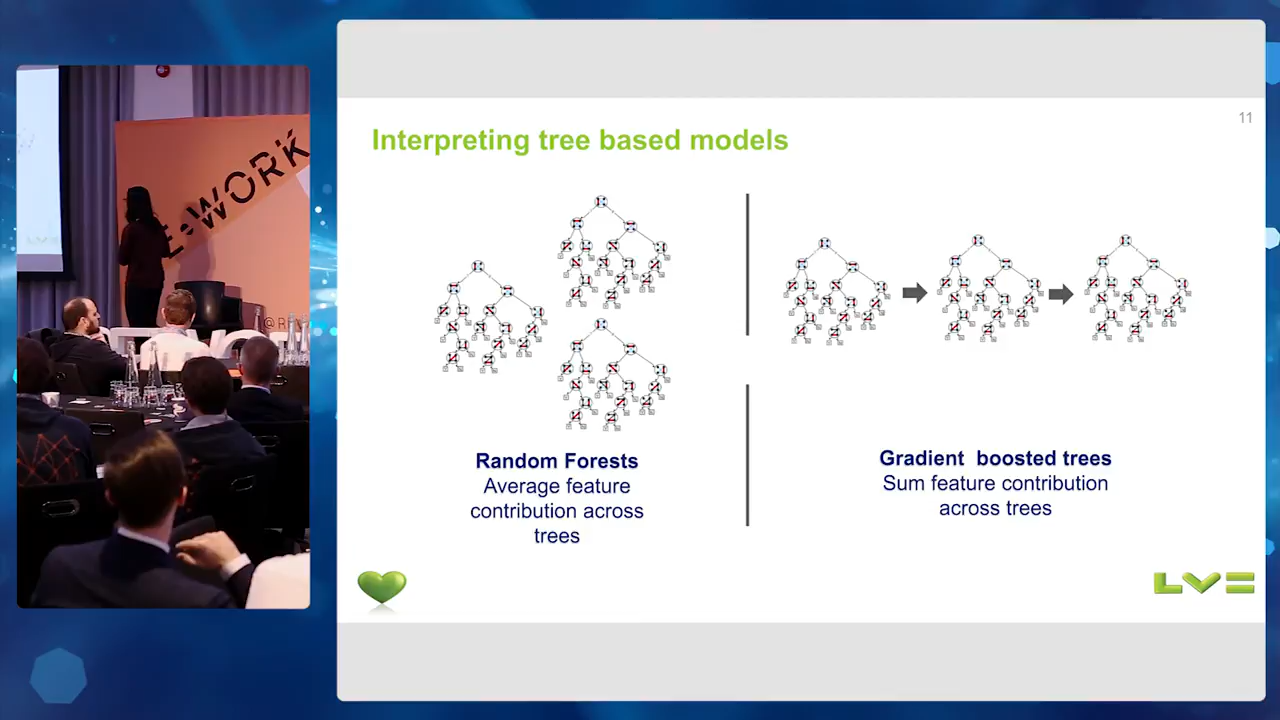 E•WORK
@R
11
Interpreting tree based models
Random Forests
Average feature
contribution across
trees
Gradient boosted trees
Sum feature contribution
across trees
LV=